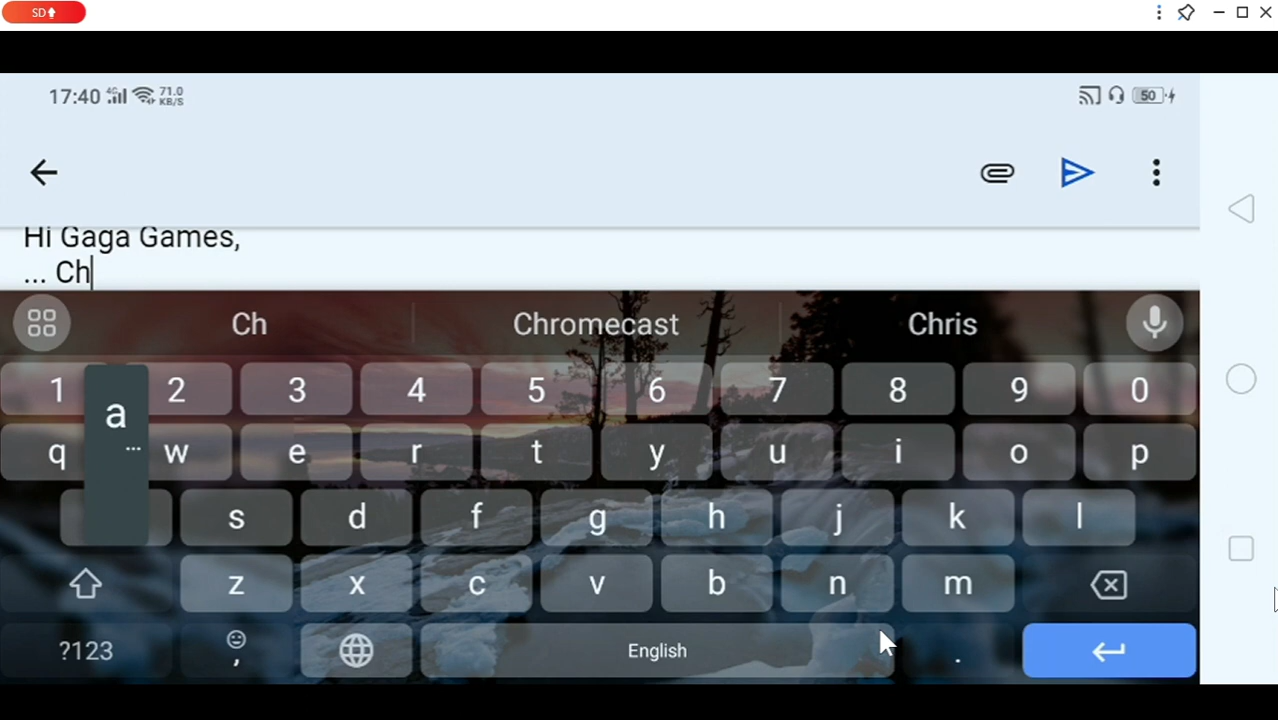 SD
17:40 4G 71.0 KB/S 50
Hi Gaga Games,
... Ch
Ch Chromecast Chris
1 2 3 4 5 6 7 8 9 0
a
...
q w e r t y u i o p
s d f g h j k l
z x c v b n m
?123 , English .